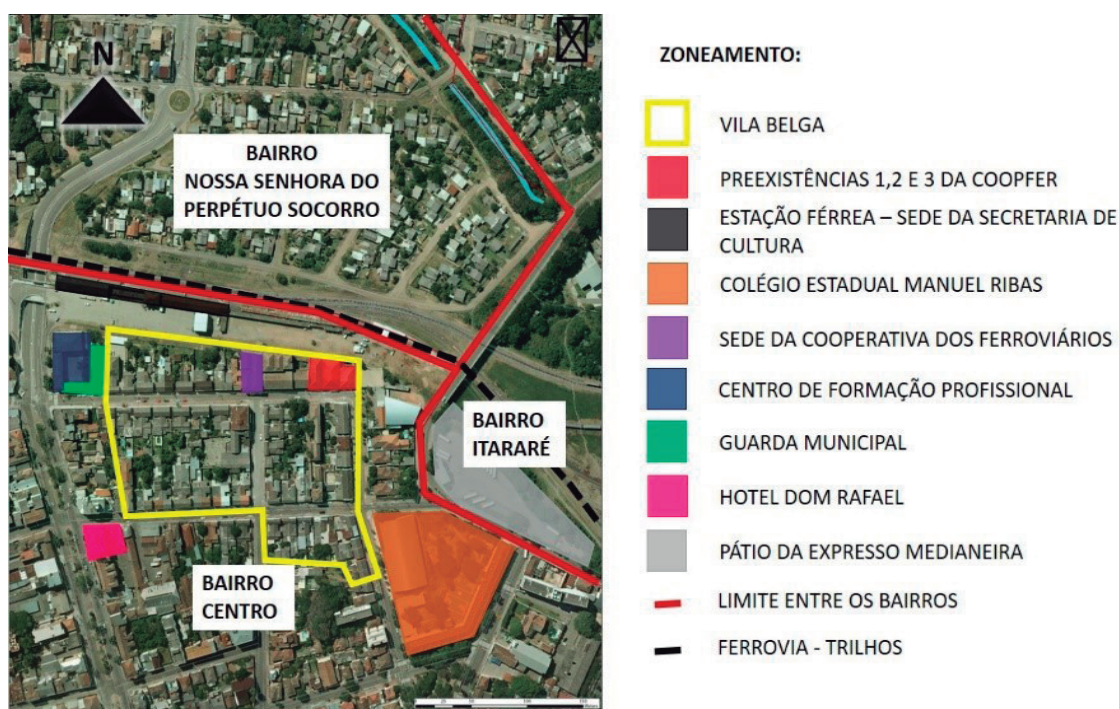 N
BAIRRO
NOSSA SENHORA DO
PERPÉTUO SOCORRO
BAIRRO
ITARARÉ
BAIRRO
CENTRO
ZONEAMENTO:
VILA BELGA
PREEXISTÊNCIAS 1,2 E 3 DA COOPFER
ESTAÇÃO FÉRREA – SEDE DA SECRETARIA DE
CULTURA
COLÉGIO ESTADUAL MANUEL RIBAS
SEDE DA COOPERATIVA DOS FERROVIÁRIOS
CENTRO DE FORMAÇÃO PROFISSIONAL
GUARDA MUNICIPAL
HOTEL DOM RAFAEL
PÁTIO DA EXPRESSO MEDIANEIRA
LIMITE ENTRE OS BAIRROS
FERROVIA - TRILHOS